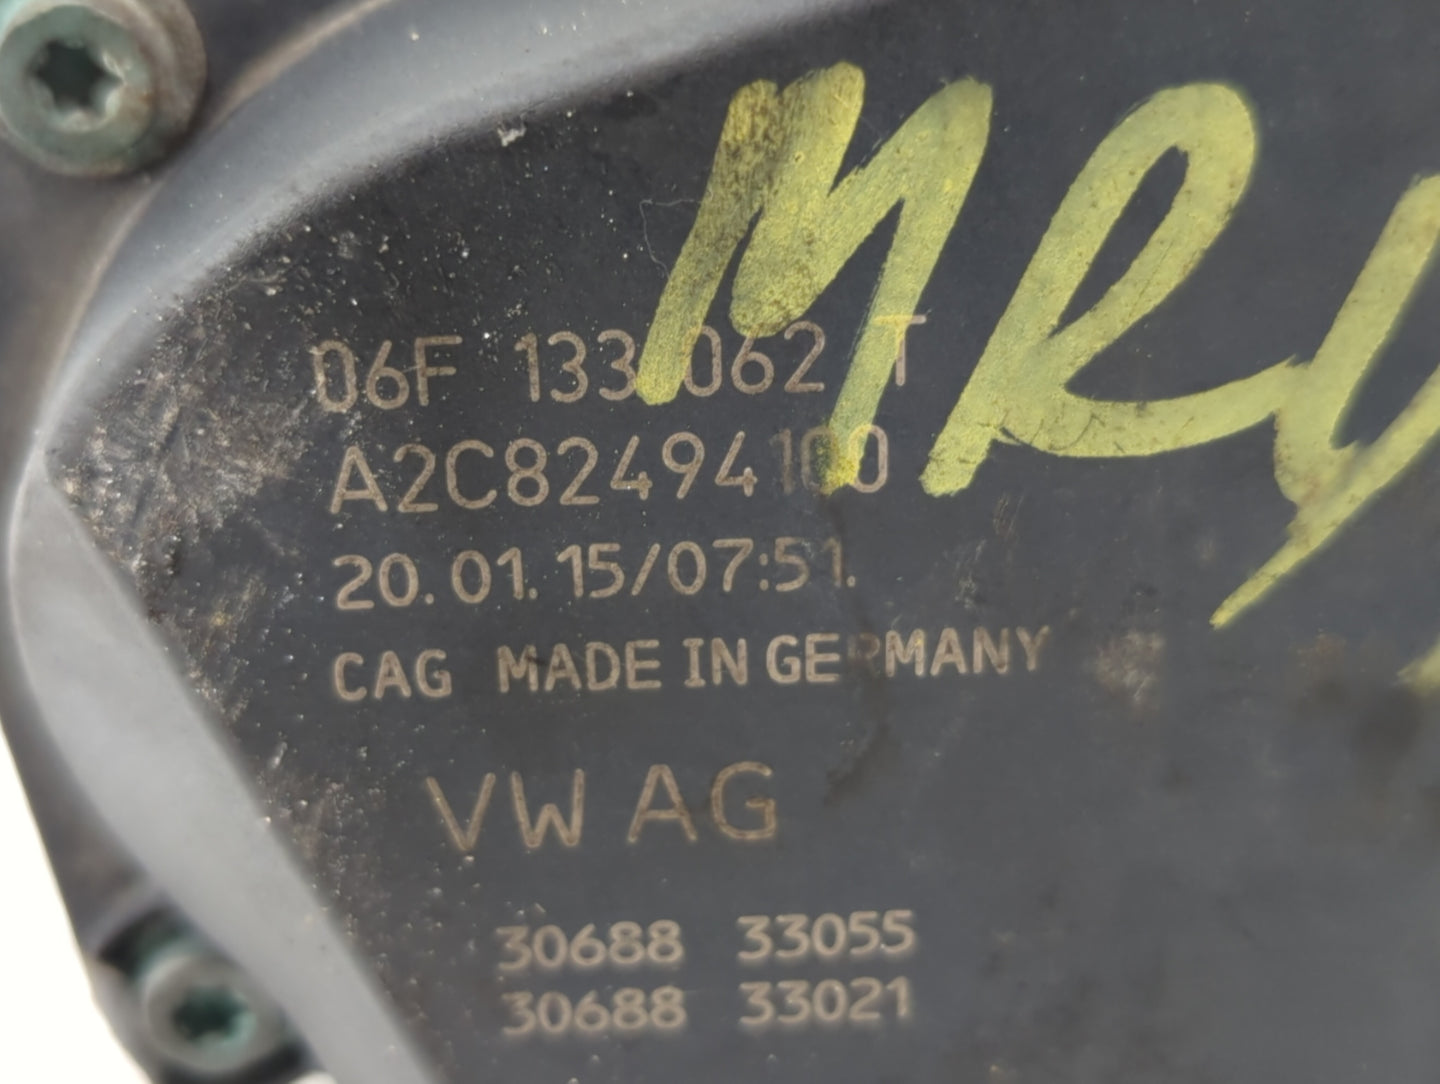 06F 133 062 T
A2C82494100
20.01.15/07:51.
CAG MADE IN GERMANY
VW AG
30688 33055
30688 33021